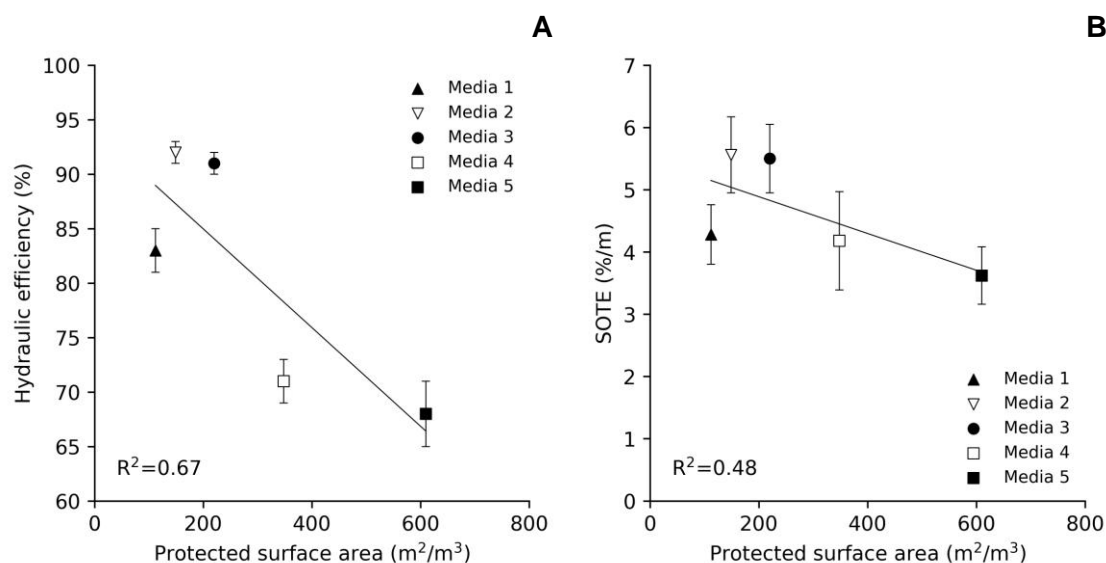 A
Hydraulic efficiency (%)
100
95
90
85
80
75
70
65
60
Media 1
Media 2
Media 3
Media 4
Media 5
R²=0.67
0 200 400 600 800
Protected surface area (m²/m³)
B
SOTE (%/m)
7
6
5
4
3
2
1
0
Media 1
Media 2
Media 3
Media 4
Media 5
R²=0.48
0 200 400 600 800
Protected surface area (m²/m³)